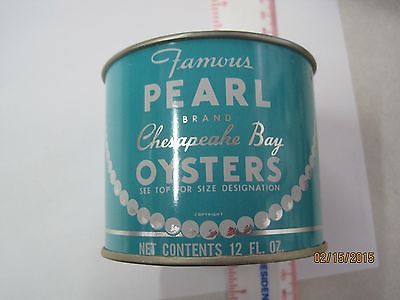 Famous
PEARL
BRAND
Chesapeake Bay
OYSTERS
SEE TOP FOR SIZE DESIGNATION
COPYRIGHT
NET CONTENTS 12 FL. OZ.
02/15/2015